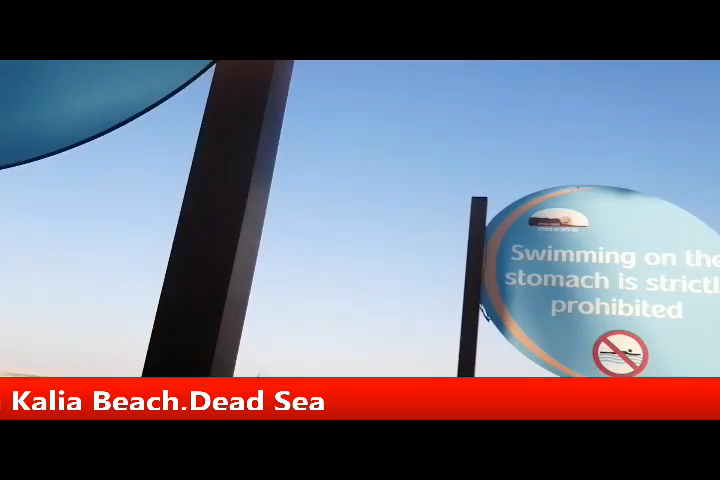 Swimming on the
stomach is strictl
prohibited
Kalia Beach.Dead Sea